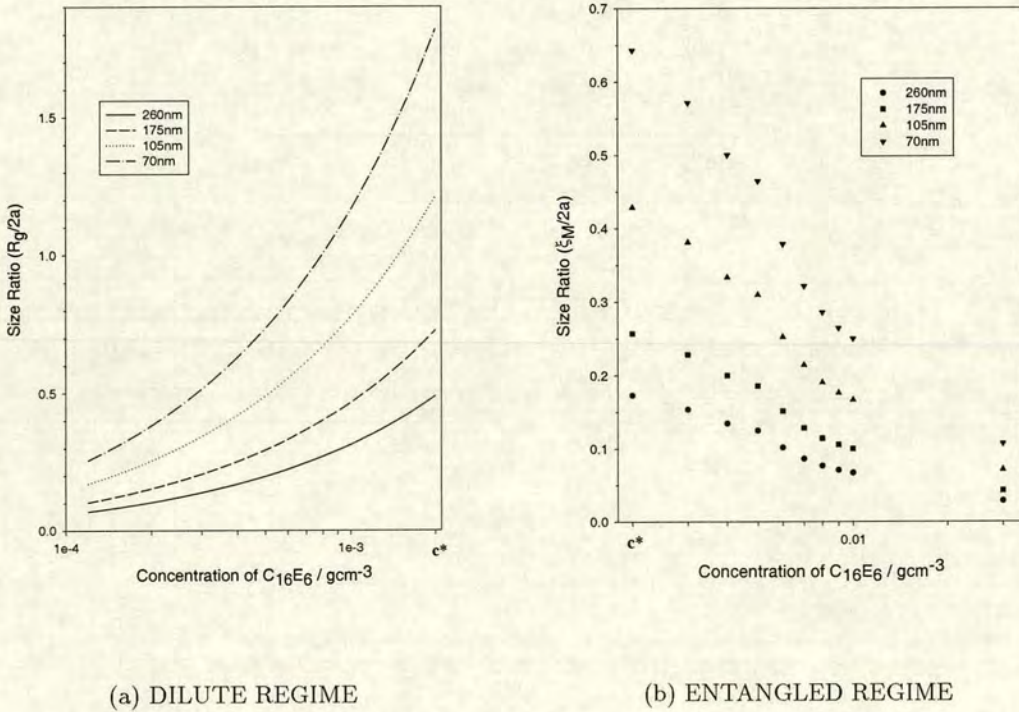 Size Ratio (Rg/2a)
1.5
1.0
0.5
0.0
260nm
175nm
105nm
70nm
1e-4
1e-3
c*
Concentration of C16E6 / gcm-3
(a) DILUTE REGIME
Size Ratio (ξM/2a)
0.7
0.6
0.5
0.4
0.3
0.2
0.1
0.0
260nm
175nm
105nm
70nm
c*
0.01
Concentration of C16E6 / gcm-3
(b) ENTANGLED REGIME